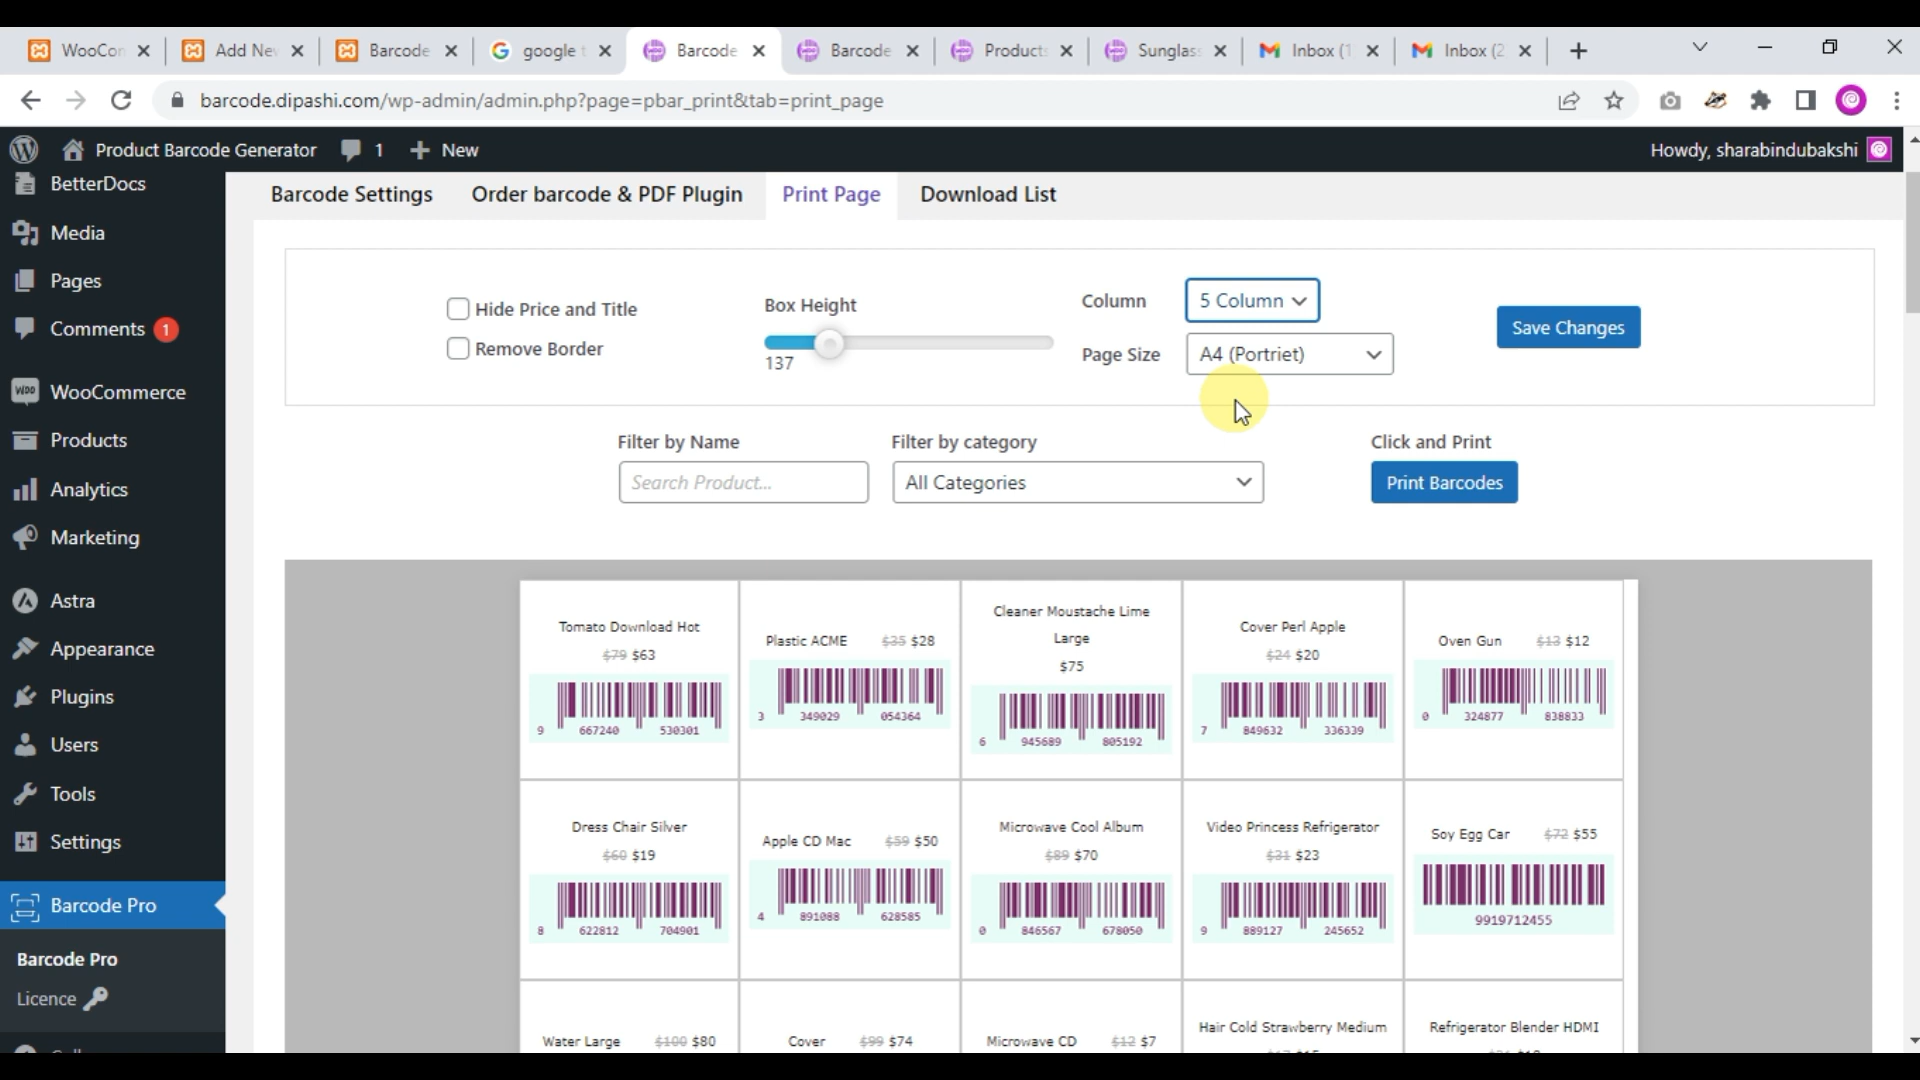 WooCon
Add Nev
Barcode
google t
Barcode
Barcode
Products
Sunglas
Inbox (1
Inbox (2
barcode.dipashi.com/wp-admin/admin.php?page=pbar_print&tab=print_page
Product Barcode Generator
1
New
Howdy, sharabindubakshi
BetterDocs
Media
Pages
Comments 1
WooCommerce
Products
Analytics
Marketing
Astra
Appearance
Plugins
Users
Tools
Settings
Barcode Pro
Barcode Pro
Licence
Barcode Settings
Order barcode & PDF Plugin
Print Page
Download List
Hide Price and Title
Remove Border
Box Height
137
Column
5 Column
Page Size
A4 (Portriet)
Save Changes
Filter by Name
Search Product...
Filter by category
All Categories
Click and Print
Print Barcodes
Tomato Download Hot
$79 $63
9 667240 530301
Plastic ACME $35 $28
3 349029 054364
Cleaner Moustache Lime
Large
$75
6 945689 805192
Cover Perl Apple
$24 $20
7 849632 336339
Oven Gun $13 $12
0 324877 838833
Dress Chair Silver
$60 $19
8 622812 704901
Apple CD Mac $59 $50
4 891088 628585
Microwave Cool Album
$89 $70
0 846567 678050
Video Princess Refrigerator
$31 $23
9 889127 245652
Soy Egg Car $72 $55
9919712455
Water Large $100 $80
Cover $99 $74
Microwave CD $12 $7
Hair Cold Strawberry Medium
Refrigerator Blender HDMI